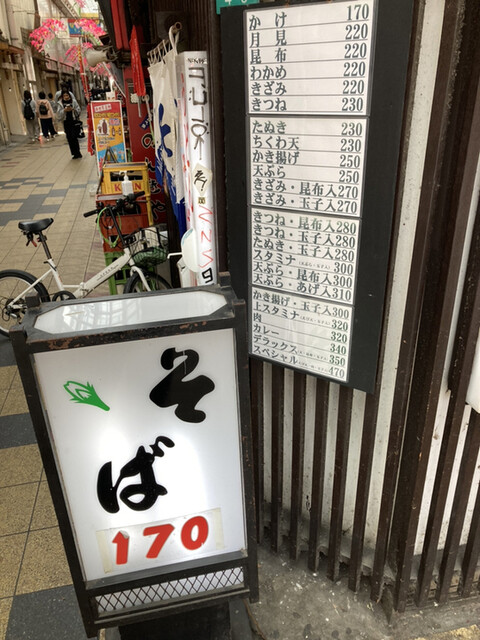 かけ 170
月見 220
昆布 220
わかめ 220
きざみ 220
きつね 230
たぬき 230
ちくわ天 230
かき揚げ 250
天ぷら 250
きざみ・昆布入 270
きざみ・玉子入 270
きつね・昆布入 280
きつね・玉子入 280
たぬき・玉子入 280
スタミナ 300
天ぷら・昆布入 300
天ぷら・あげ入 310
かき揚げ・玉子入 300
上スタミナ 320
肉 320
カレー 340
デラックス 350
スペシャル 470
そば
170